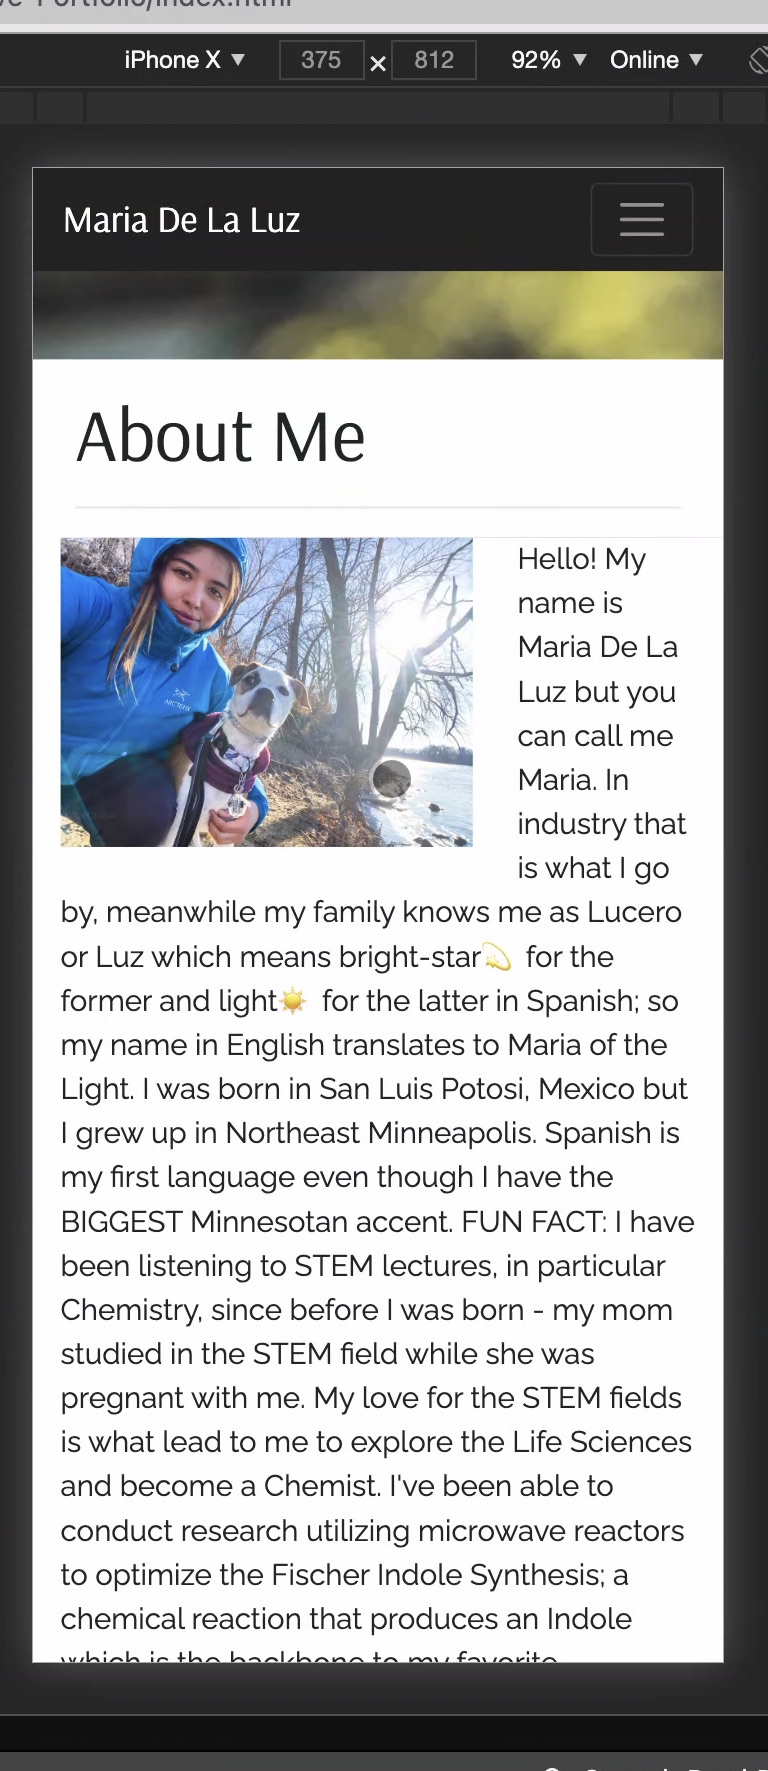 iPhone X ▼ 375 × 812 92% ▼ Online ▼
Maria De La Luz
About Me
Hello! My
name is
Maria De La
Luz but you
can call me
Maria. In
industry that
is what I go
by, meanwhile my family knows me as Lucero
or Luz which means bright-star💫 for the
former and light☀️ for the latter in Spanish; so
my name in English translates to Maria of the
Light. I was born in San Luis Potosi, Mexico but
I grew up in Northeast Minneapolis. Spanish is
my first language even though I have the
BIGGEST Minnesotan accent. FUN FACT: I have
been listening to STEM lectures, in particular
Chemistry, since before I was born - my mom
studied in the STEM field while she was
pregnant with me. My love for the STEM fields
is what lead to me to explore the Life Sciences
and become a Chemist. I've been able to
conduct research utilizing microwave reactors
to optimize the Fischer Indole Synthesis; a
chemical reaction that produces an Indole
which is the backbone to my favorite